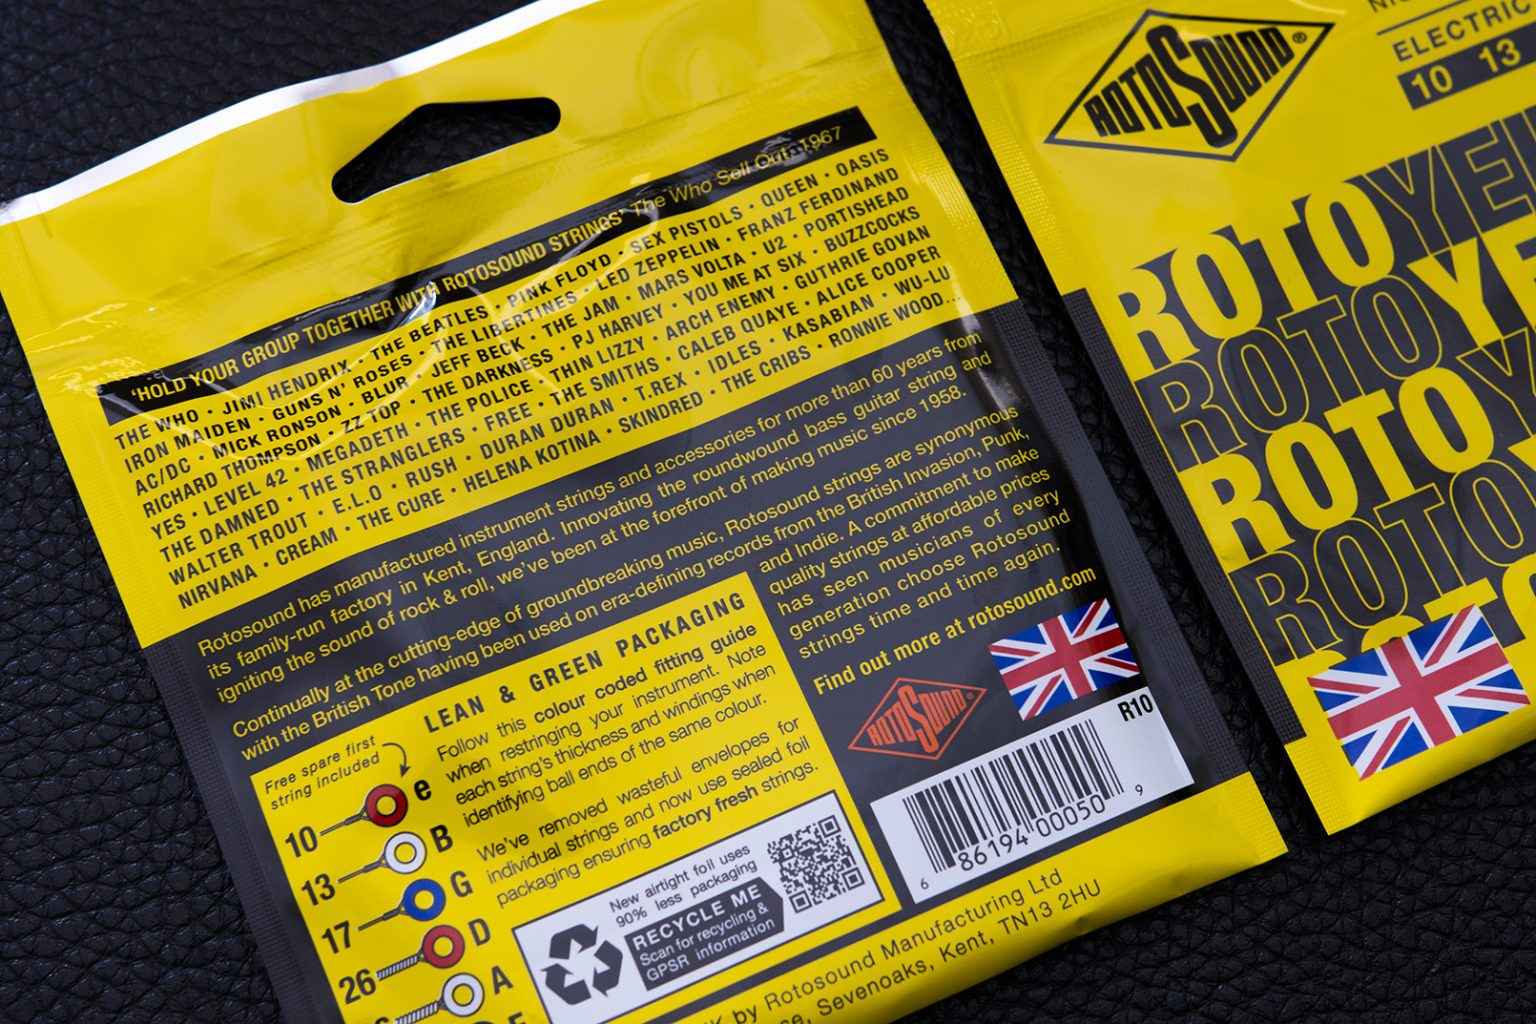 'HOLD YOUR GROUP TOGETHER WITH ROTOSOUND STRINGS' The Who Sell Out 1967
THE WHO · JIMI HENDRIX · THE BEATLES · PINK FLOYD · SEX PISTOLS · QUEEN · OASIS
IRON MAIDEN · GUNS N' ROSES · THE LIBERTINES · LED ZEPPELIN · FRANZ FERDINAND
AC/DC · MICK RONSON · BLUR · JEFF BECK · THE JAM · MARS VOLTA · U2 · PORTISHEAD
RICHARD THOMPSON · ZZ TOP · THE DARKNESS · PJ HARVEY · YOU ME AT SIX · BUZZCOCKS
YES · LEVEL 42 · MEGADETH · THE POLICE · THIN LIZZY · ARCH ENEMY · GUTHRIE GOVAN
THE DAMNED · THE STRANGLERS · FREE · THE SMITHS · CALEB QUAYE · ALICE COOPER
WALTER TROUT · E.L.O · RUSH · DURAN DURAN · T.REX · IDLES · KASABIAN · WU-LU
NIRVANA · CREAM · THE CURE · HELENA KOTINA · SKINDRED · THE CRIBS · RONNIE WOOD...
Rotosound has manufactured instrument strings and accessories for more than 60 years from
its family-run factory in Kent, England. Innovating the roundwound bass guitar string and
igniting the sound of rock & roll, we've been at the forefront of making music since 1958.
Continually at the cutting-edge of groundbreaking music, Rotosound strings are synonymous
with the British Tone having been used on era-defining records from the British Invasion, Punk,
and Indie. A commitment to make
quality strings at affordable prices
has seen musicians of every
generation choose Rotosound
strings time and time again.
Find out more at rotosound.com
LEAN & GREEN PACKAGING
Follow this colour coded fitting guide
when restringing your instrument. Note
each string's thickness and windings when
identifying ball ends of the same colour.
We've removed wasteful envelopes for
individual strings and now use sealed foil
packaging ensuring factory fresh strings.
Free spare first
string included
10 e
13 B
17 G
26 D
A
New airtight foil uses
90% less packaging
RECYCLE ME
Scan for recycling &
GPSR information
ROTOSOUND
R10
6 86194 00050 9
by Rotosound Manufacturing Ltd
Sevenoaks, Kent, TN13 2HU
ROTOSOUND®
ELECTRIC
10 13
ROTOYE
ROTOYE
ROTOY
ROTOY